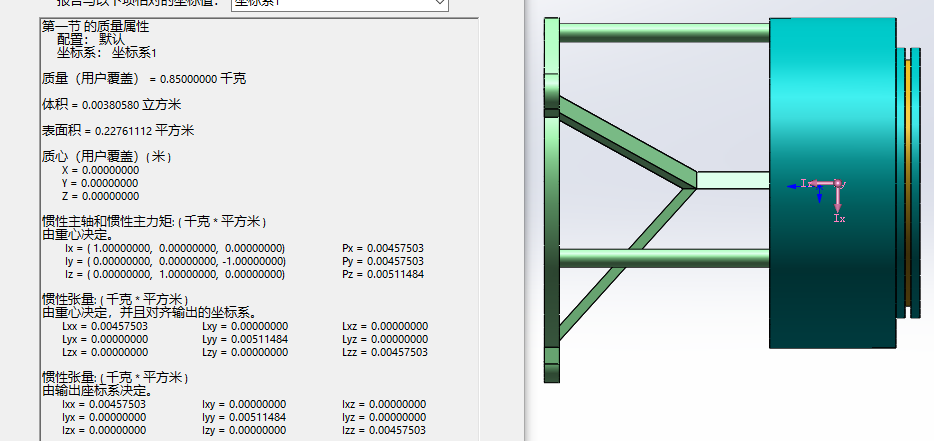 报告与以下项相对的坐标值： 坐标系1
第一节 的质量属性
配置： 默认
坐标系： 坐标系1
质量（用户覆盖） = 0.85000000 千克
体积 = 0.00380580 立方米
表面积 = 0.22761112 平方米
质心（用户覆盖）( 米 )
X = 0.00000000
Y = 0.00000000
Z = 0.00000000
惯性主轴和惯性主力矩: ( 千克 * 平方米 )
由重心决定。
Ix = ( 1.00000000, 0.00000000, 0.00000000) Px = 0.00457503
Iy = ( 0.00000000, 0.00000000, -1.00000000) Py = 0.00457503
Iz = ( 0.00000000, 1.00000000, 0.00000000) Pz = 0.00511484
惯性张量: ( 千克 * 平方米 )
由重心决定，并且对齐输出的坐标系。
Lxx = 0.00457503 Lxy = 0.00000000 Lxz = 0.00000000
Lyx = 0.00000000 Lyy = 0.00511484 Lyz = 0.00000000
Lzx = 0.00000000 Lzy = 0.00000000 Lzz = 0.00457503
惯性张量: ( 千克 * 平方米 )
由输出座标系决定。
Ixx = 0.00457503 Ixy = 0.00000000 Ixz = 0.00000000
Iyx = 0.00000000 Iyy = 0.00511484 Iyz = 0.00000000
Izx = 0.00000000 Izy = 0.00000000 Izz = 0.00457503
Ix